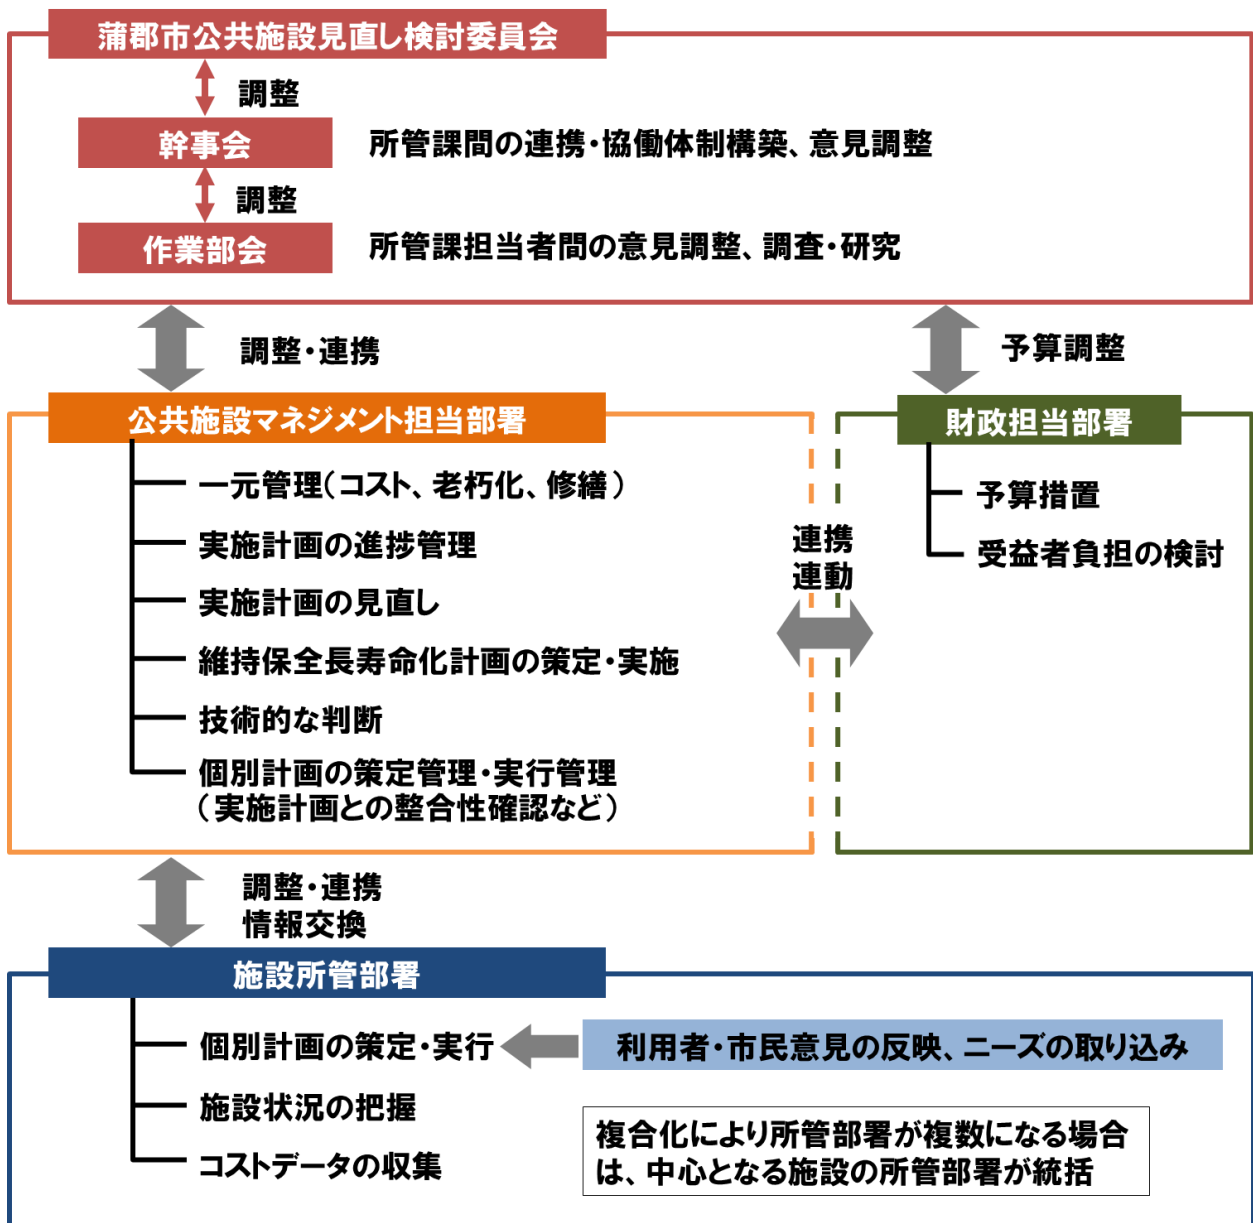 蒲郡市公共施設見直し検討委員会
調整
幹事会
所管課間の連携・協働体制構築、意見調整
調整
作業部会
所管課担当者間の意見調整、調査・研究
調整・連携
予算調整
公共施設マネジメント担当部署
一元管理（コスト、老朽化、修繕）
実施計画の進捗管理
実施計画の見直し
維持保全長寿命化計画の策定・実施
技術的な判断
個別計画の策定管理・実行管理
（実施計画との整合性確認など）
連携
連動
財政担当部署
予算措置
受益者負担の検討
調整・連携
情報交換
施設所管部署
個別計画の策定・実行
利用者・市民意見の反映、ニーズの取り込み
施設状況の把握
コストデータの収集
複合化により所管部署が複数になる場合
は、中心となる施設の所管部署が統括